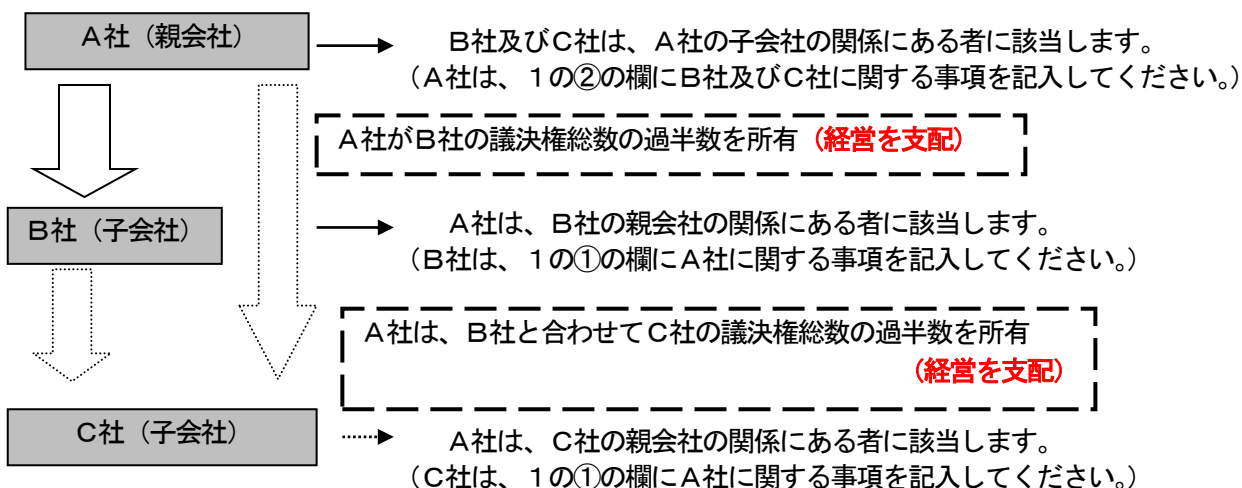 A社(親会社)
B社及びC社は、A社の子会社の関係にある者に該当します。
(A社は、1の②の欄にB社及びC社に関する事項を記入してください。)
A社がB社の議決権総数の過半数を所有(経営を支配)
B社(子会社)
A社は、B社の親会社の関係にある者に該当します。
(B社は、1の①の欄にA社に関する事項を記入してください。)
A社は、B社と合わせてC社の議決権総数の過半数を所有
(経営を支配)
C社(子会社)
A社は、C社の親会社の関係にある者に該当します。
(C社は、1の①の欄にA社に関する事項を記入してください。)